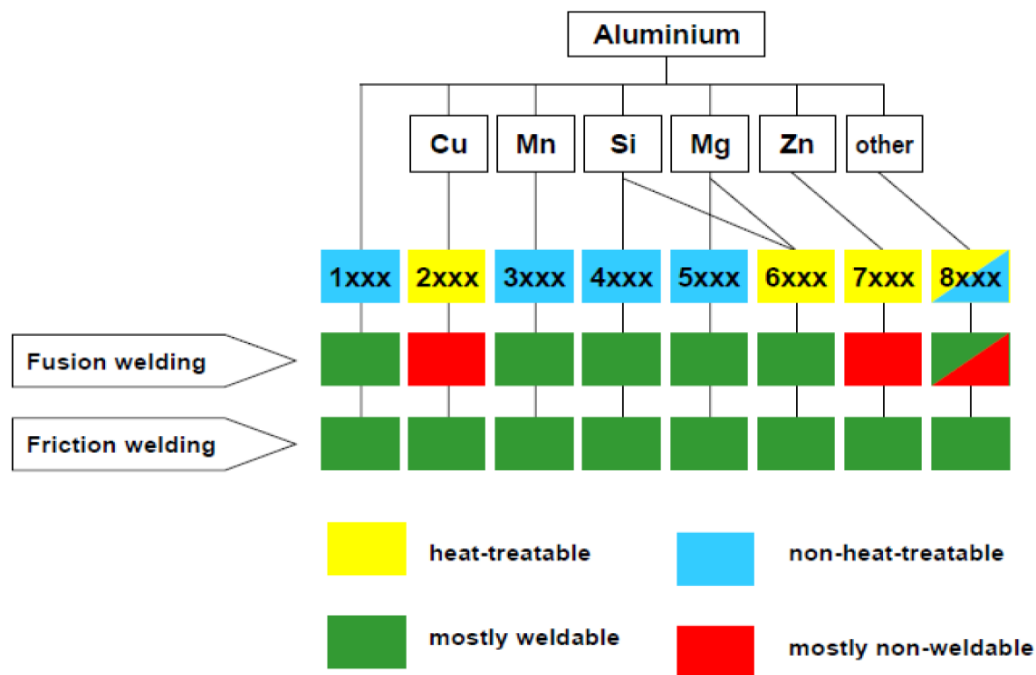 Aluminium
Cu Mn Si Mg Zn other
1xxx 2xxx 3xxx 4xxx 5xxx 6xxx 7xxx 8xxx
Fusion welding
Friction welding
heat-treatable
non-heat-treatable
mostly weldable
mostly non-weldable